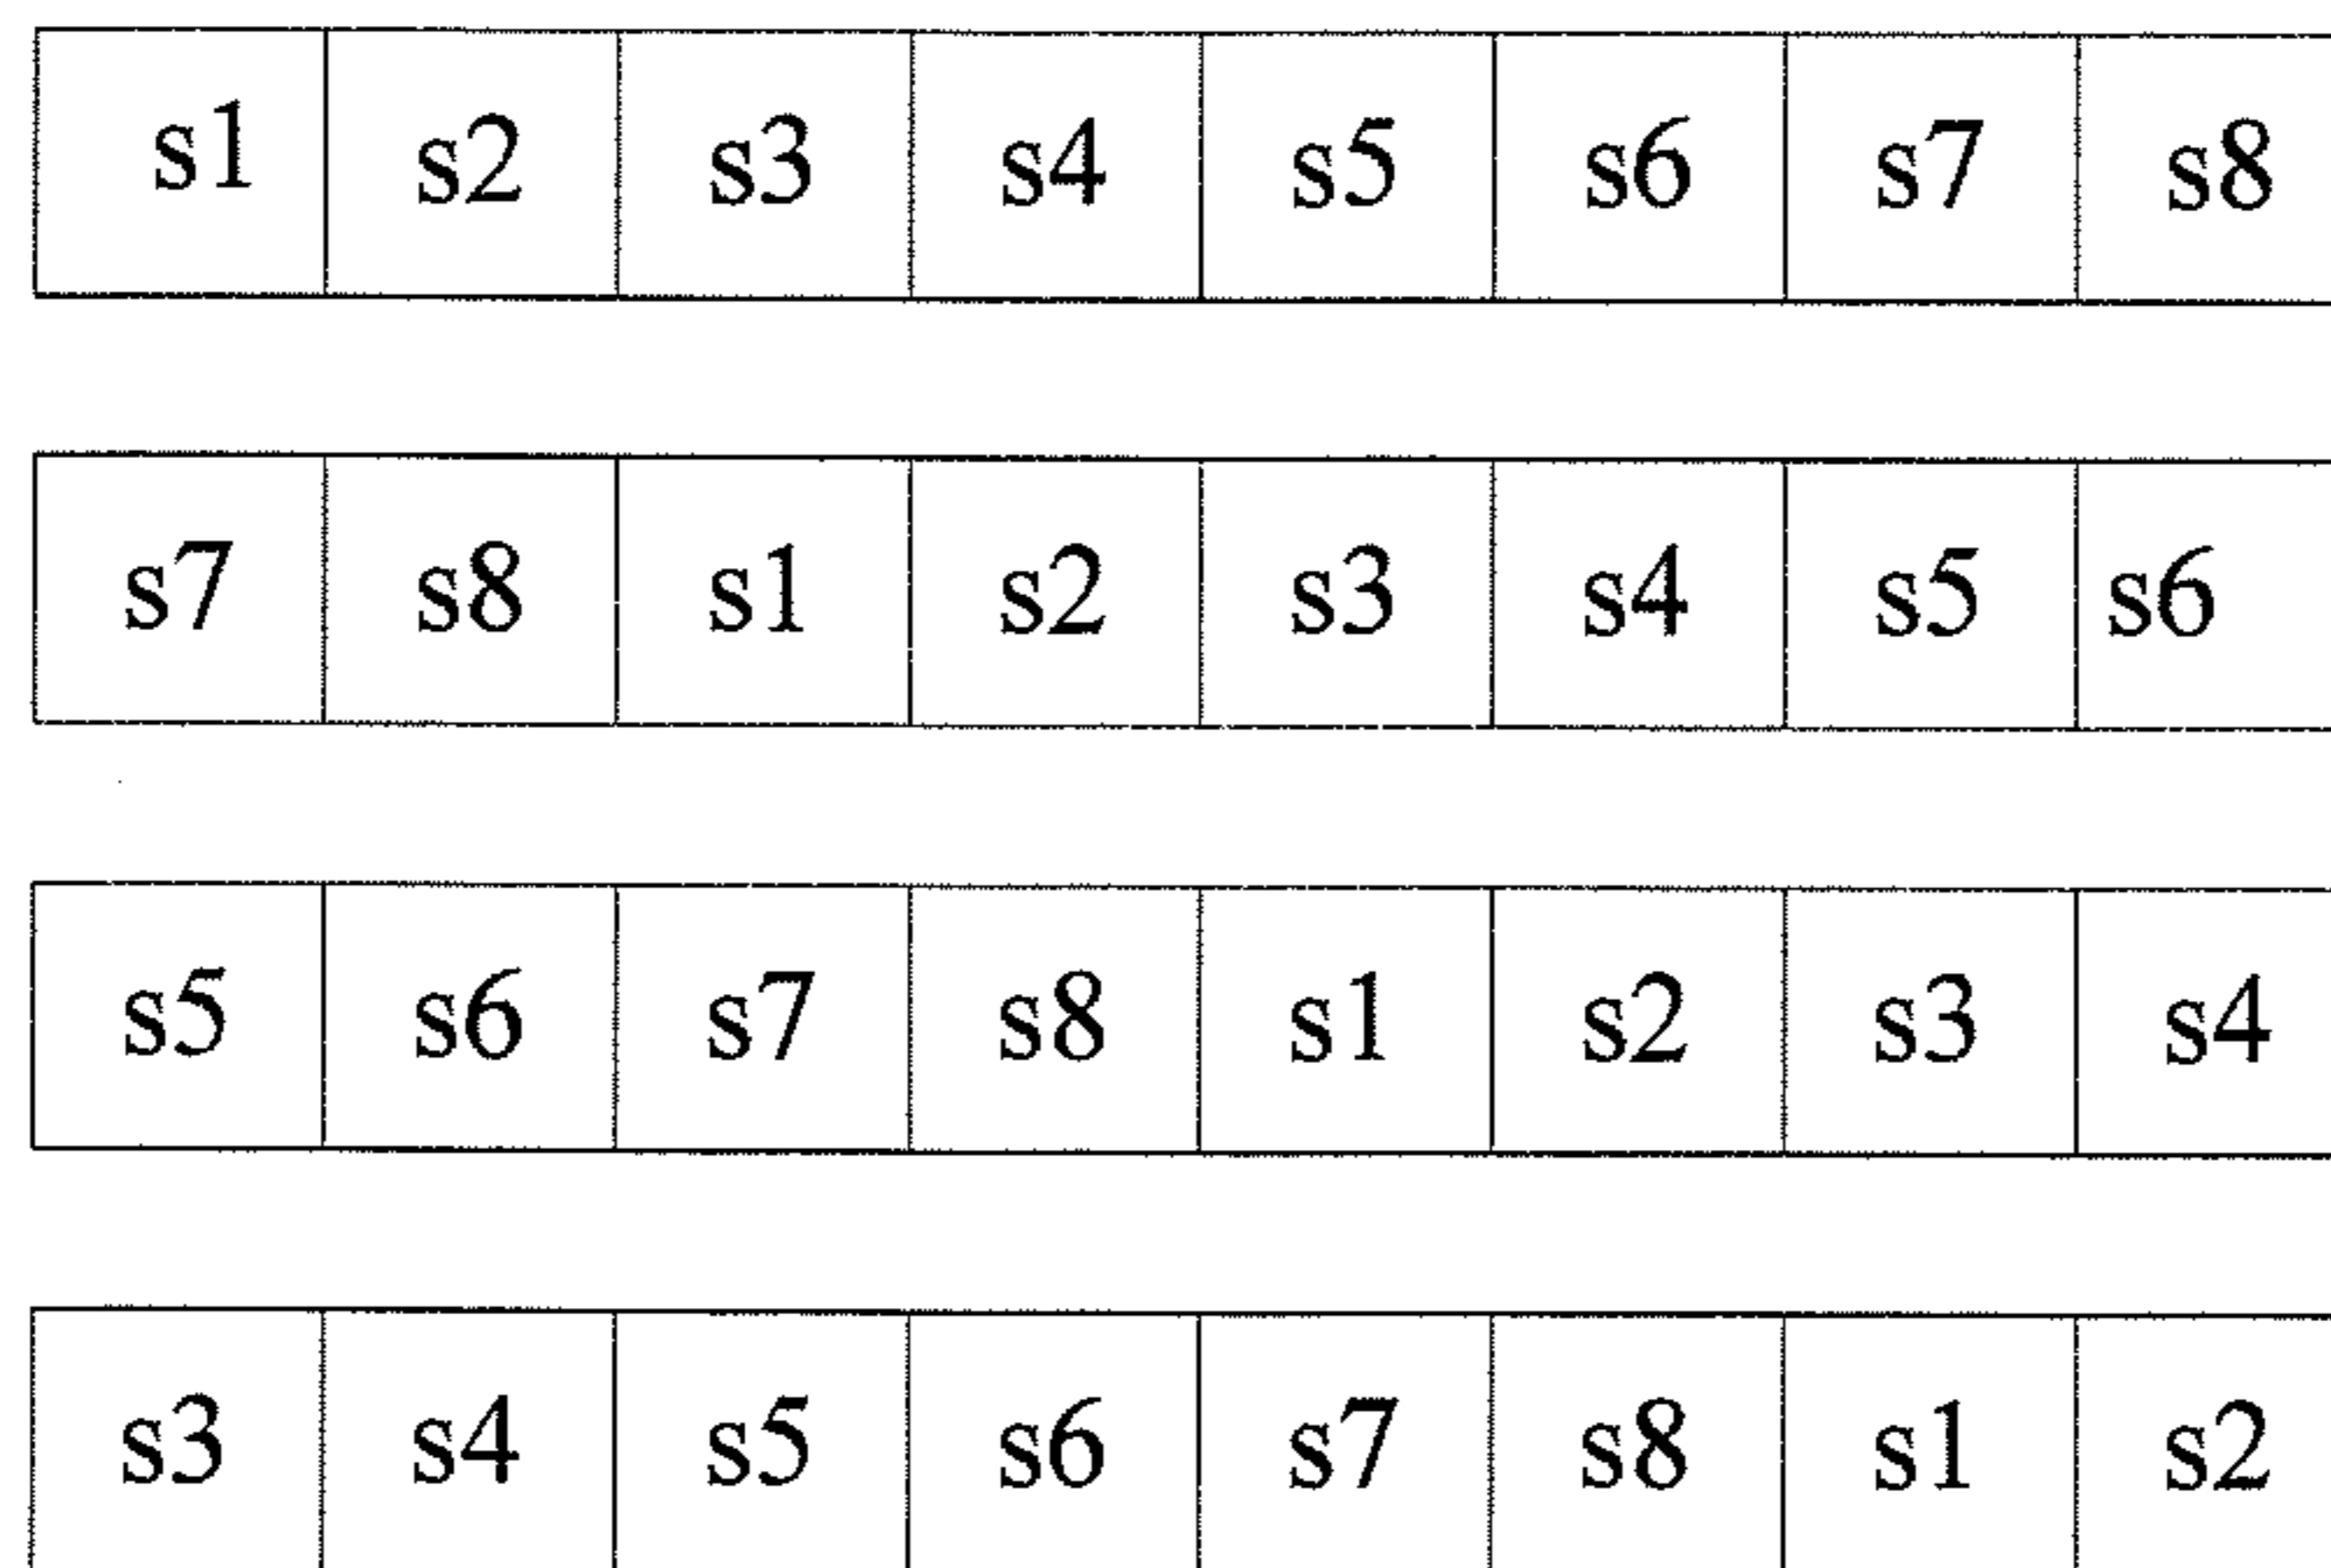 s1 s2 s3 s4 s5 s6 s7 s8
s7 s8 s1 s2 s3 s4 s5 s6
s5 s6 s7 s8 s1 s2 s3 s4
s3 s4 s5 s6 s7 s8 s1 s2